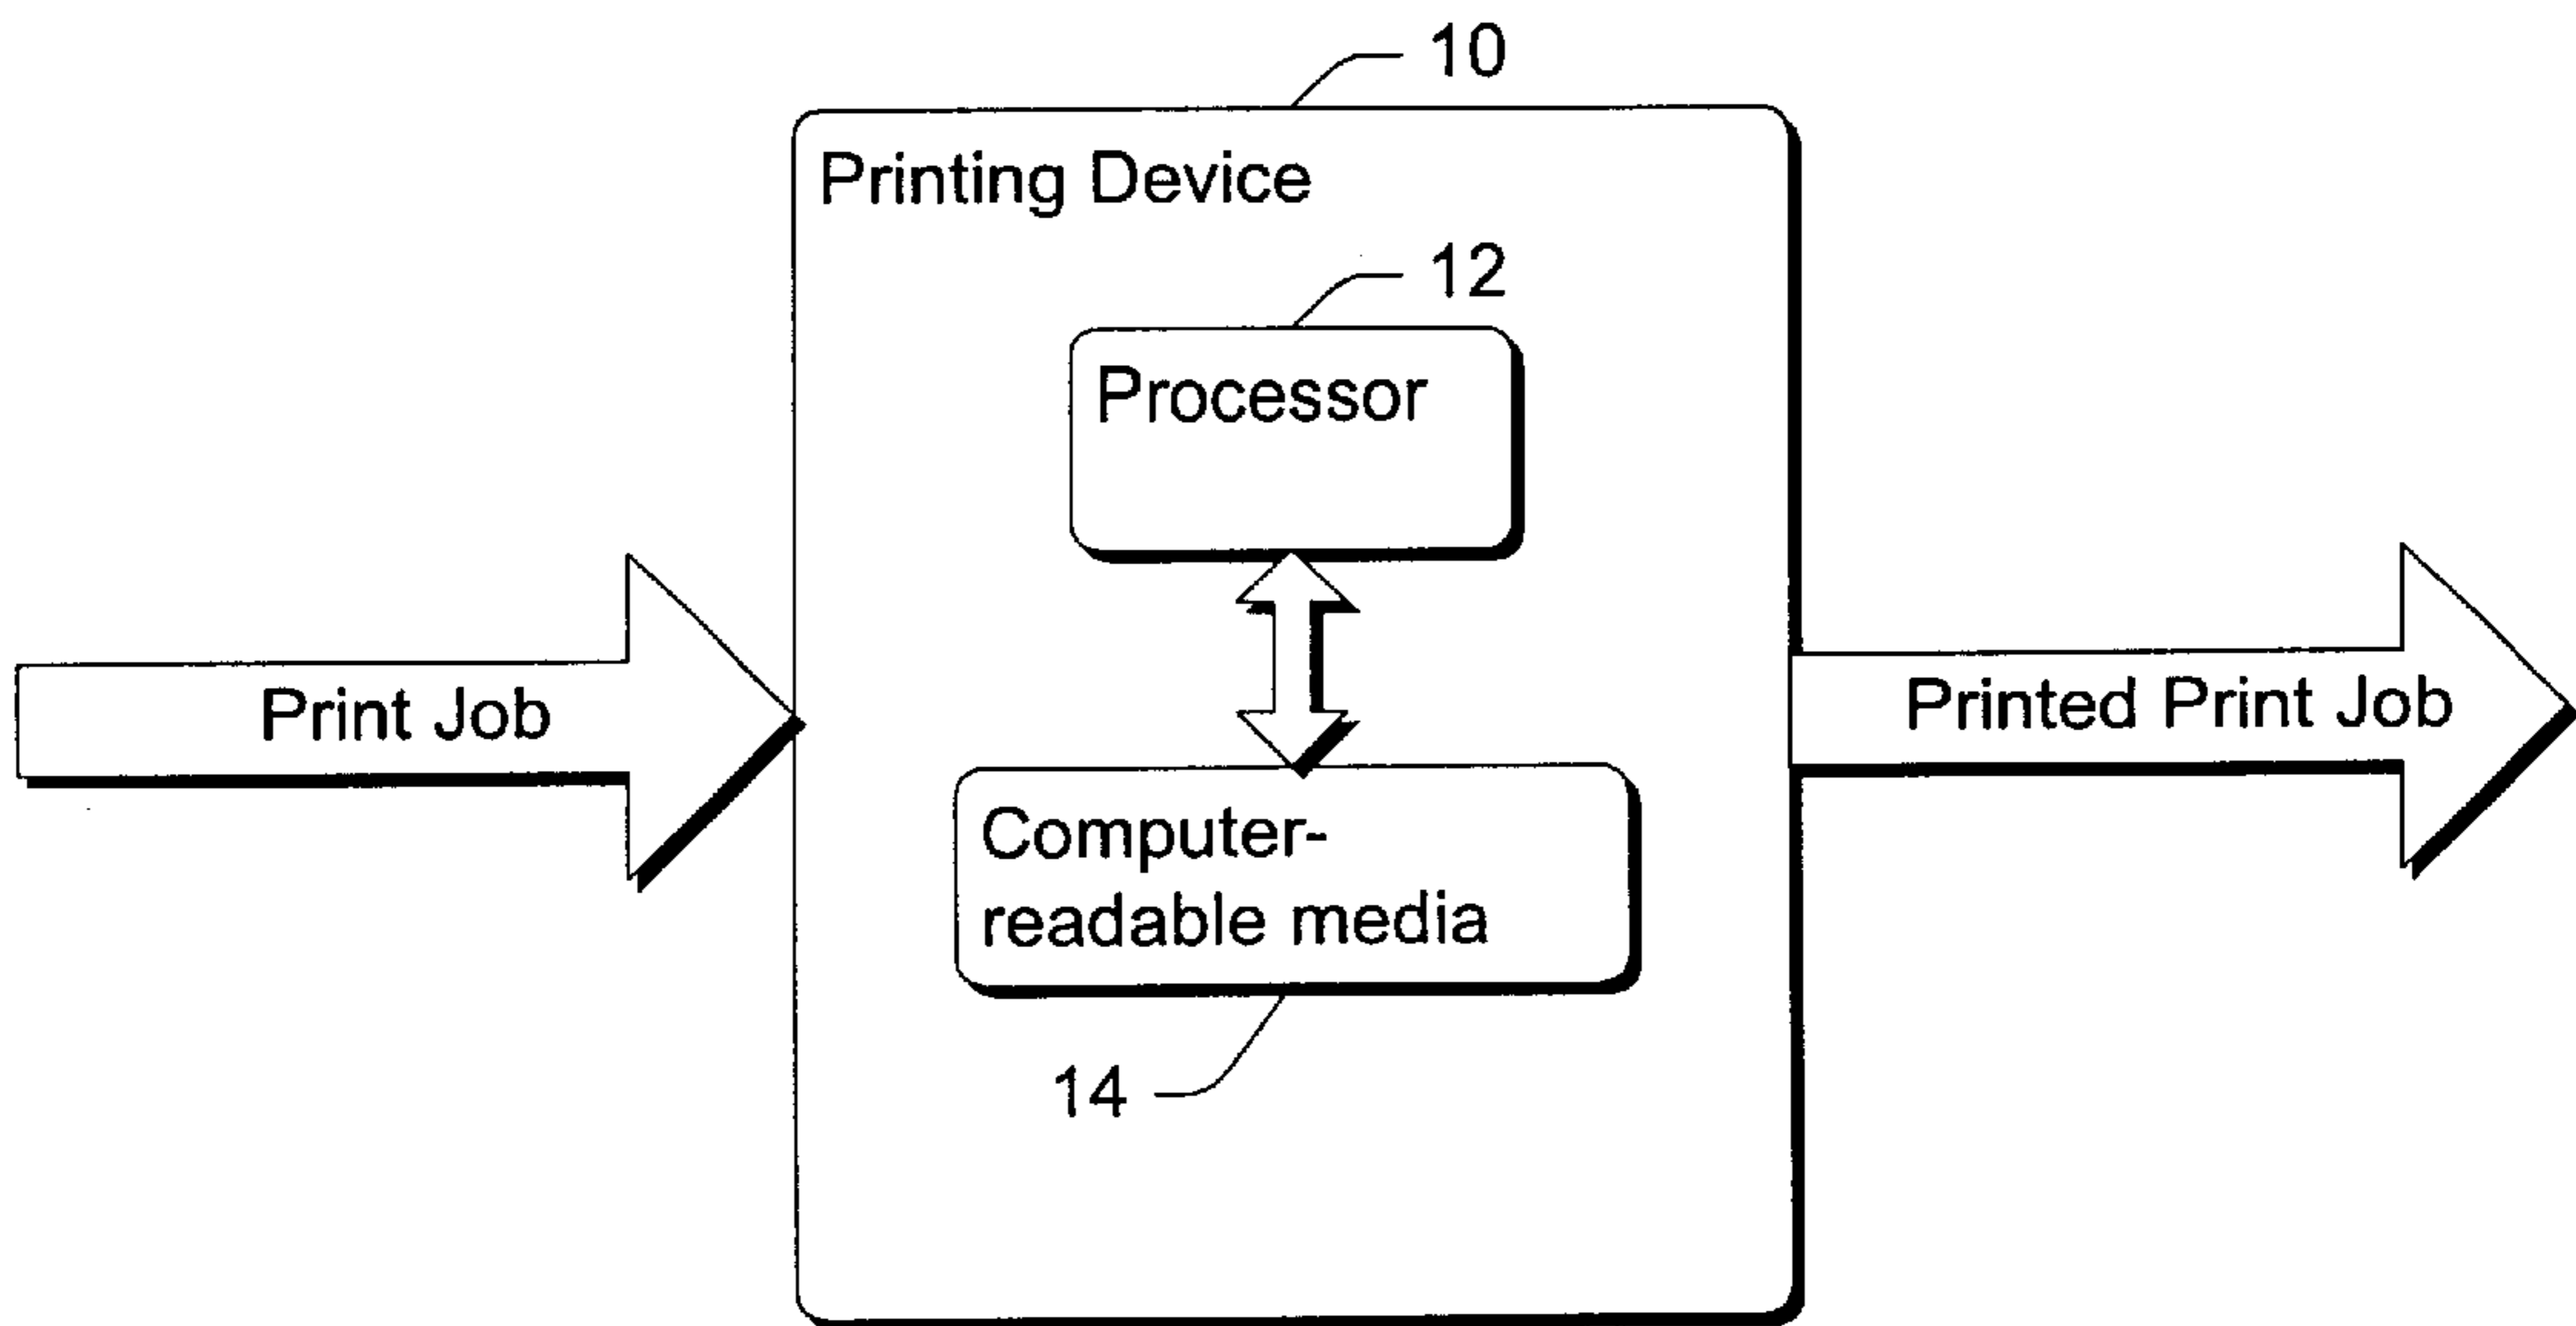 10
Printing Device
12
Processor
Print Job
Printed Print Job
Computer-
readable media
14